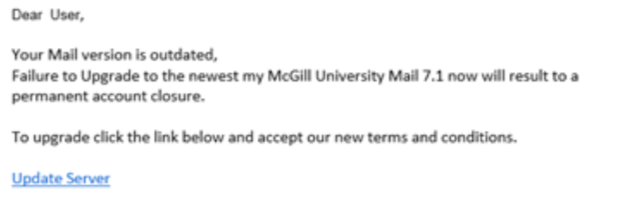 Dear User,
Your Mail version is outdated,
Failure to Upgrade to the newest my McGill University Mail 7.1 now will result to a
permanent account closure.
To upgrade click the link below and accept our new terms and conditions.
Update Server